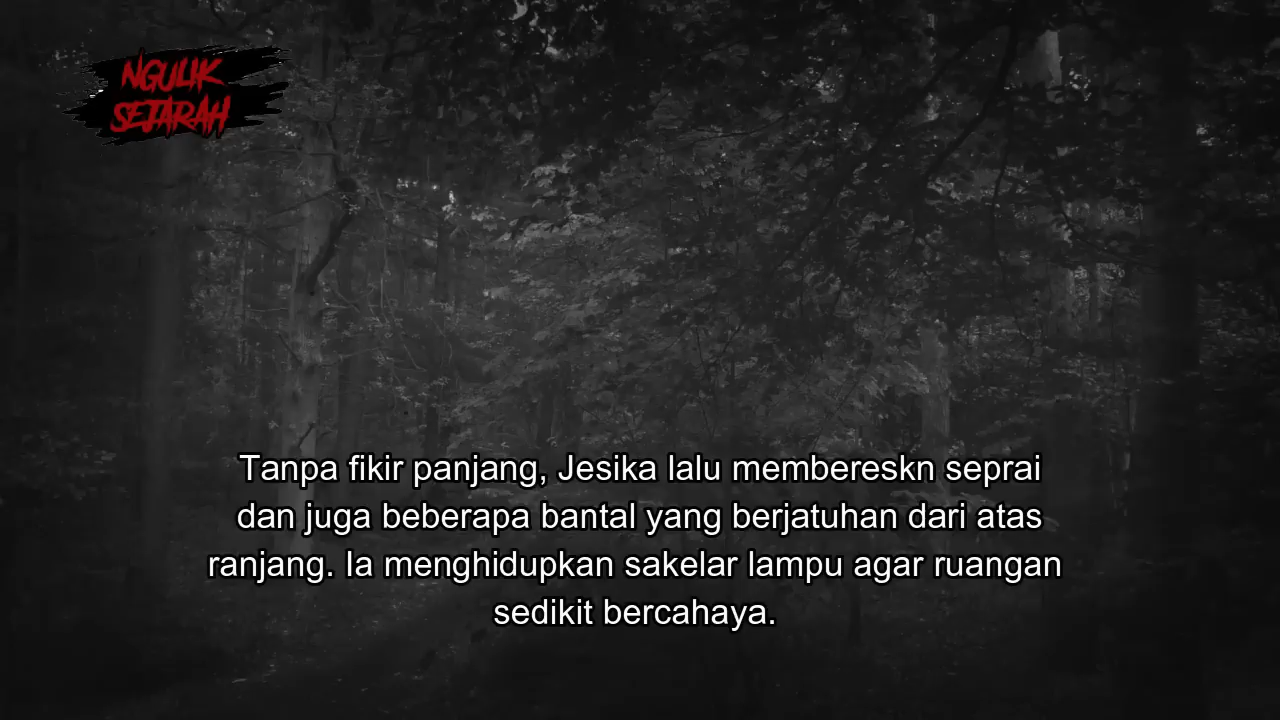 NGULIK
SEJARAH
Tanpa fikir panjang, Jesika lalu membereskn seprai
dan juga beberapa bantal yang berjatuhan dari atas
ranjang. Ia menghidupkan sakelar lampu agar ruangan
sedikit bercahaya.